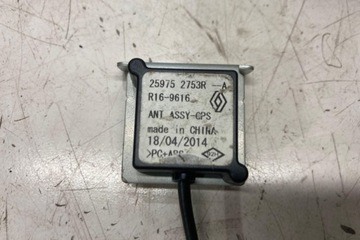 25975 2753R —A
R16-9616
ANT ASSY-GPS
made in CHINA
18/04/2014
>PC+ABS<